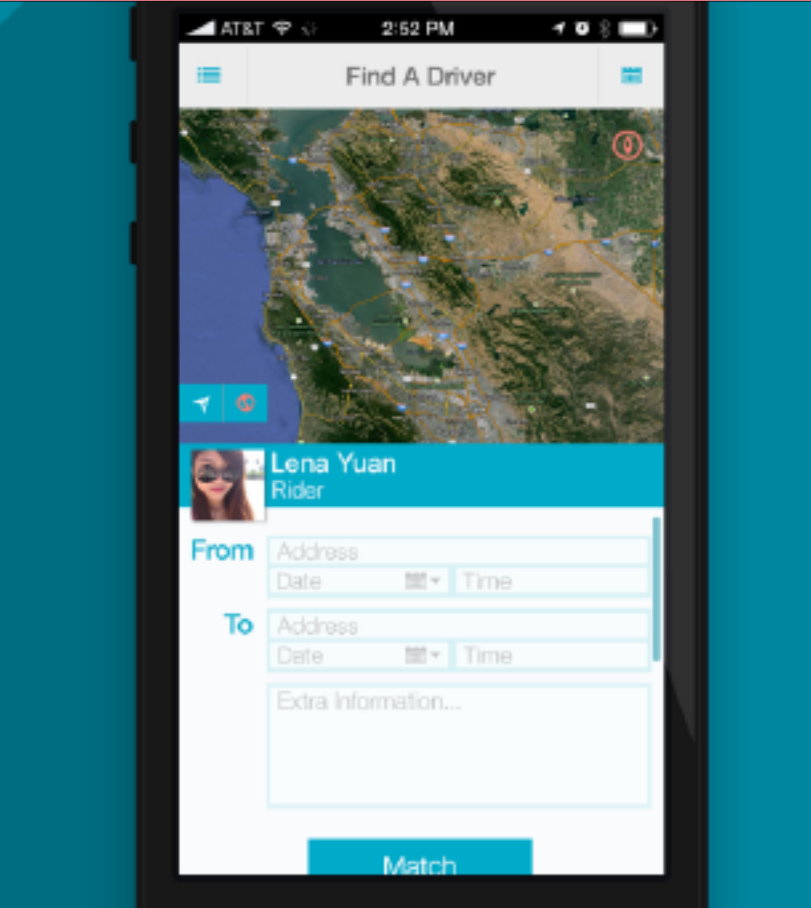 AT&T 2:52 PM
Find A Driver
Lena Yuan
Rider
From Address
Date Time
To Address
Date Time
Extra Information...
Match